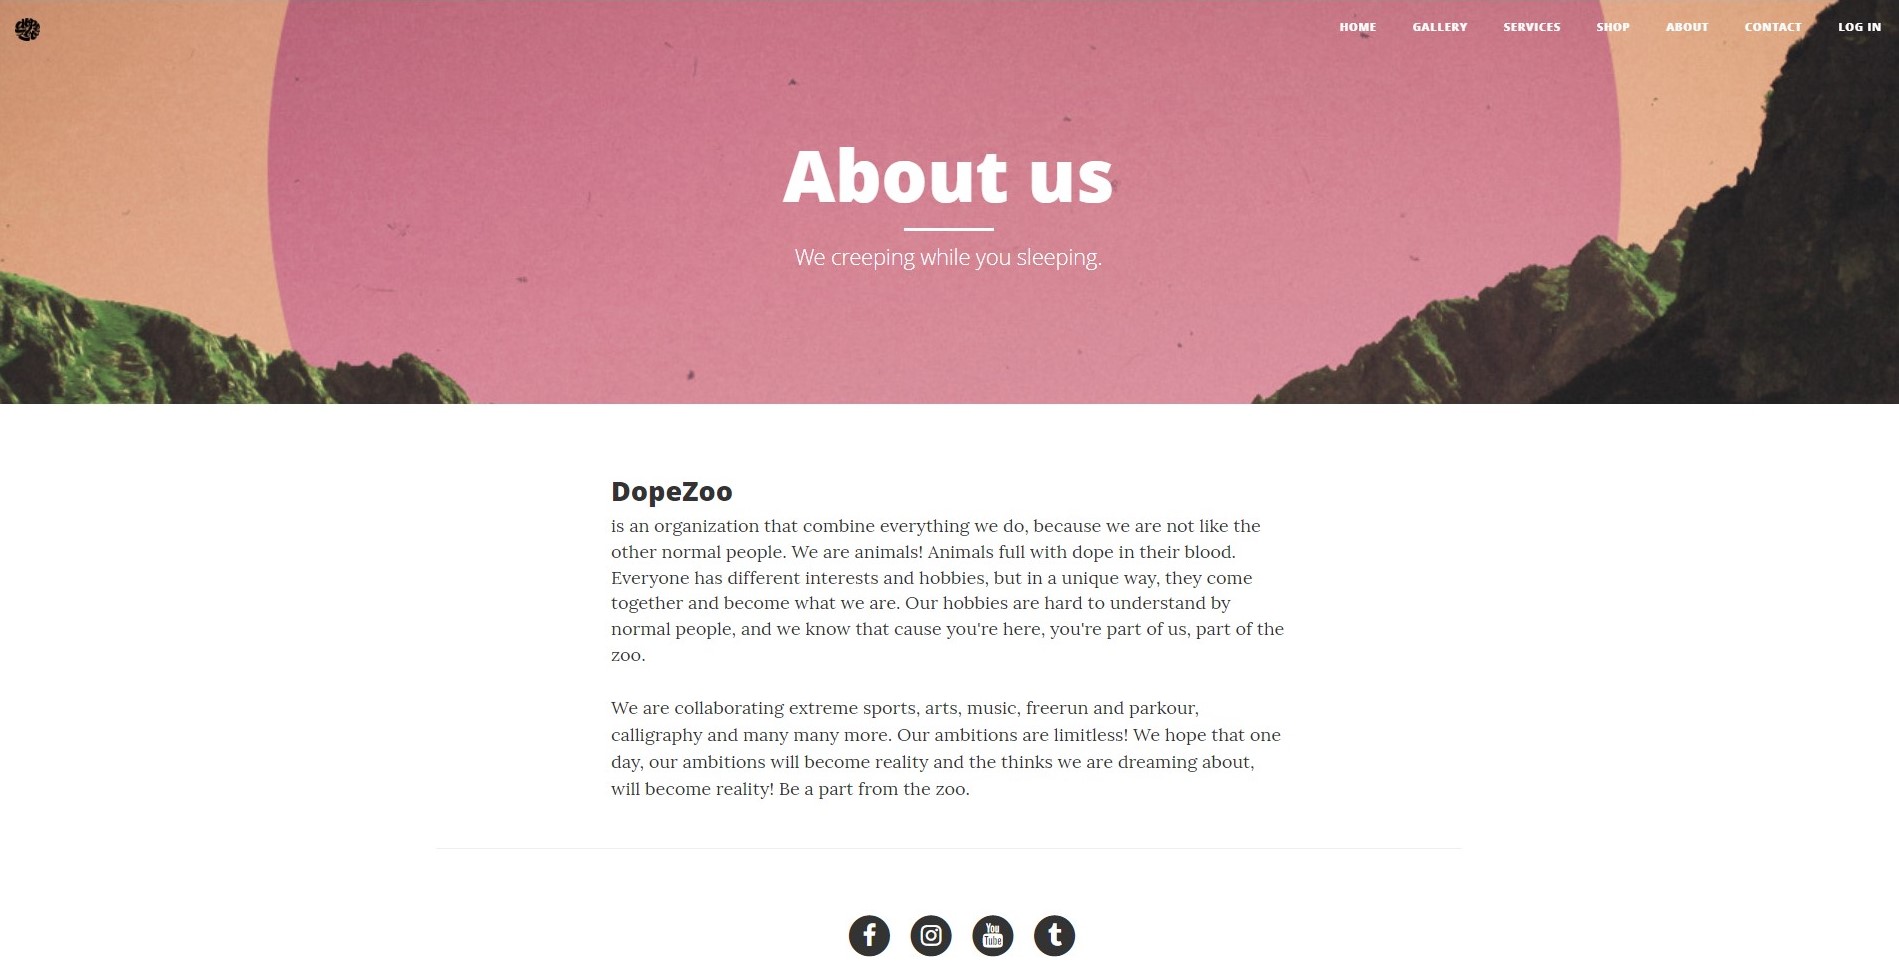 HOME GALLERY SERVICES SHOP ABOUT CONTACT LOG IN
About us
We creeping while you sleeping.
DopeZoo
is an organization that combine everything we do, because we are not like the
other normal people. We are animals! Animals full with dope in their blood.
Everyone has different interests and hobbies, but in a unique way, they come
together and become what we are. Our hobbies are hard to understand by
normal people, and we know that cause you're here, you're part of us, part of the
zoo.
We are collaborating extreme sports, arts, music, freerun and parkour,
calligraphy and many many more. Our ambitions are limitless! We hope that one
day, our ambitions will become reality and the thinks we are dreaming about,
will become reality! Be a part from the zoo.
You
Tube